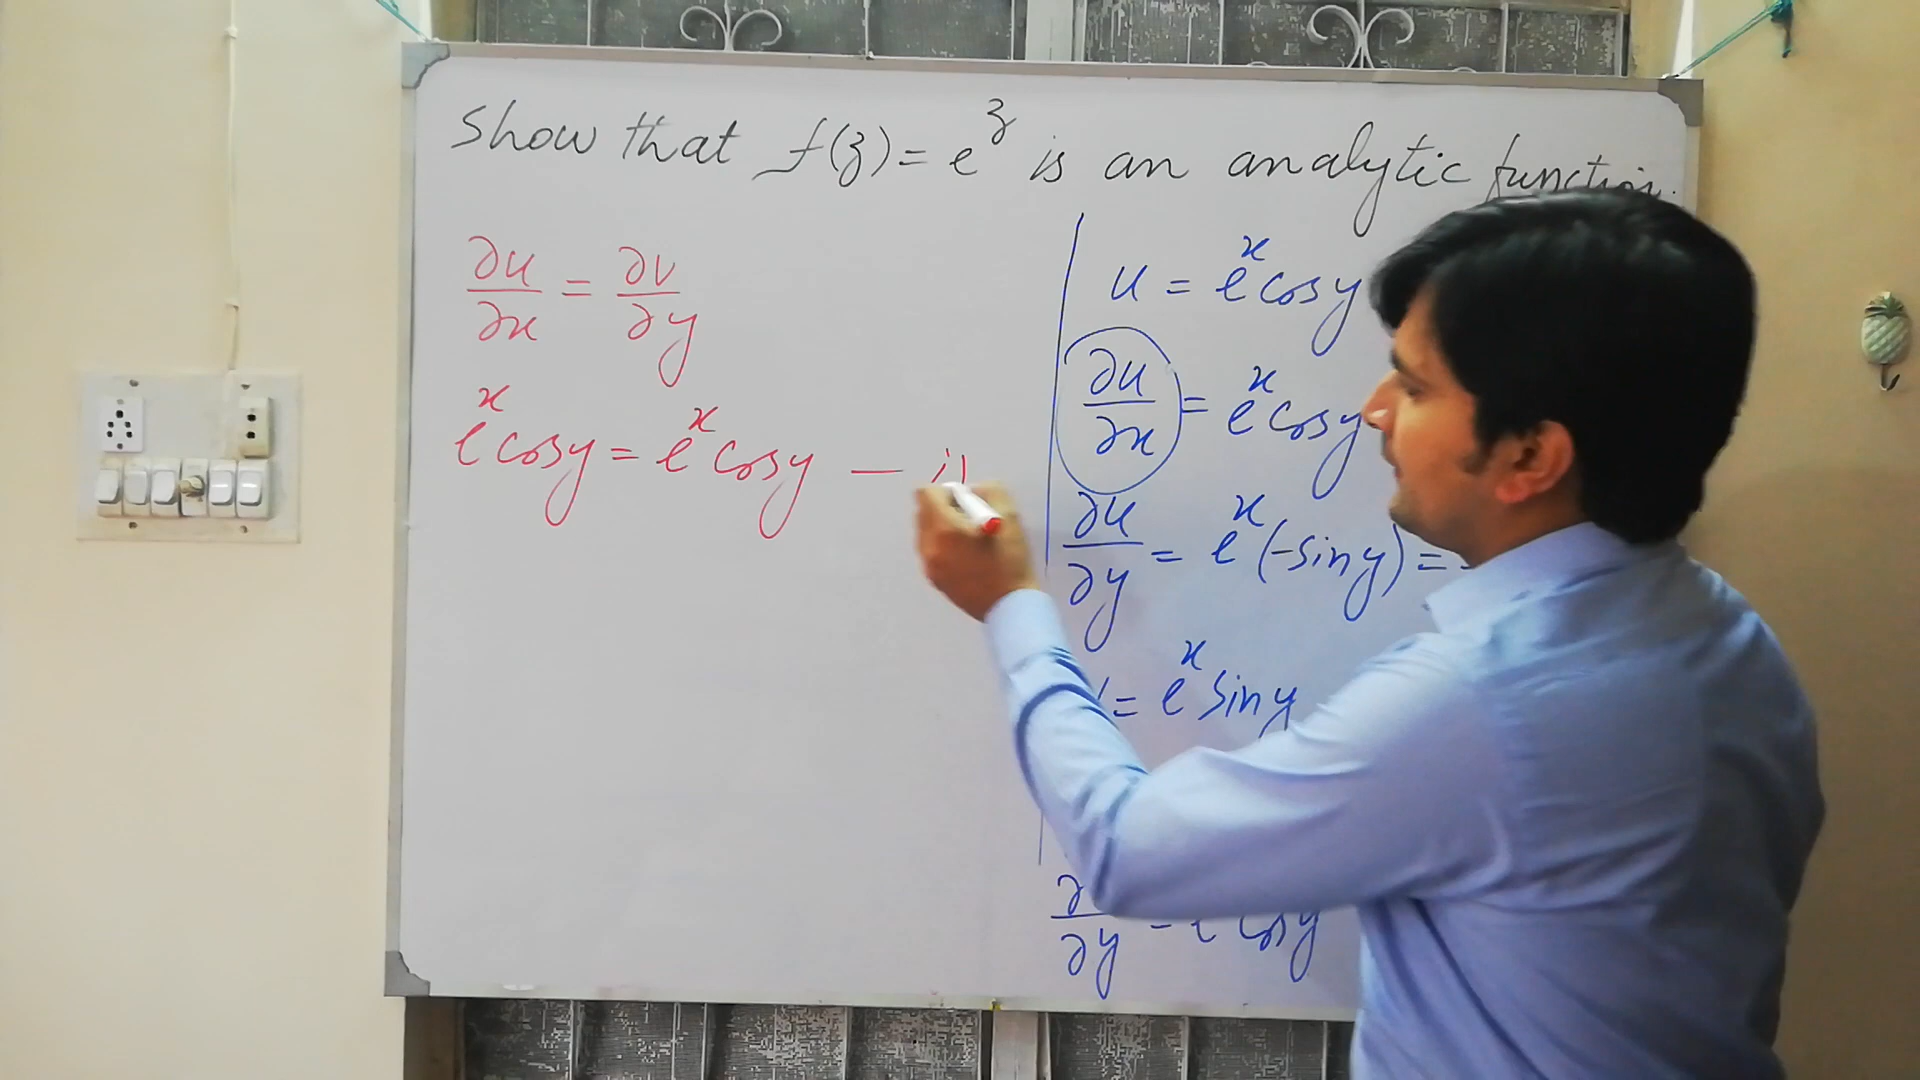 Show that f(z) = e^z is an analytic function.
∂u/∂x = ∂v/∂y
e^x cosy = e^x cosy — i
u = e^x cosy
∂u/∂x = e^x cosy
∂u/∂y = e^x (-siny) = -
= e^x siny
∂y = e cosy